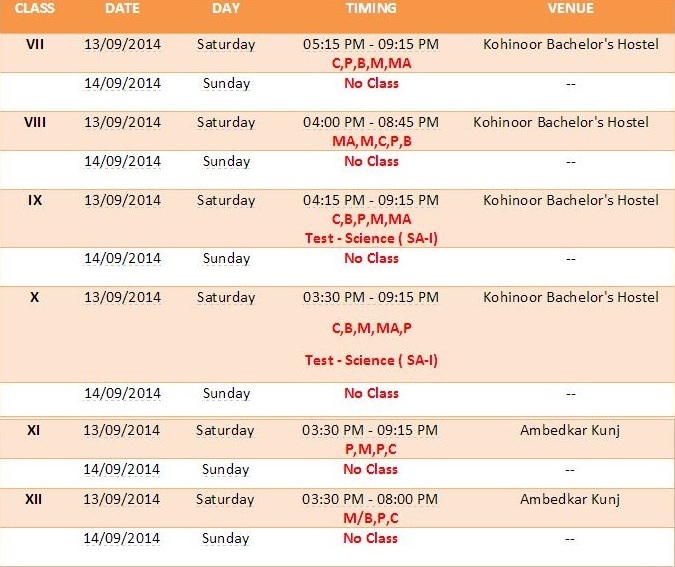 CLASS DATE DAY TIMING VENUE
VII 13/09/2014 Saturday 05:15 PM - 09:15 PM Kohinoor Bachelor's Hostel
C,P,B,M,MA
14/09/2014 Sunday No Class --
VIII 13/09/2014 Saturday 04:00 PM - 08:45 PM Kohinoor Bachelor's Hostel
MA,M,C,P,B
14/09/2014 Sunday No Class --
IX 13/09/2014 Saturday 04:15 PM - 09:15 PM Kohinoor Bachelor's Hostel
C,B,P,M,MA
Test - Science ( SA-I)
14/09/2014 Sunday No Class --
X 13/09/2014 Saturday 03:30 PM - 09:15 PM Kohinoor Bachelor's Hostel
C,B,M,MA,P
Test - Science ( SA-I)
14/09/2014 Sunday No Class --
XI 13/09/2014 Saturday 03:30 PM - 09:15 PM Ambedkar Kunj
P,M,P,C
14/09/2014 Sunday No Class --
XII 13/09/2014 Saturday 03:30 PM - 08:00 PM Ambedkar Kunj
M/B,P,C
14/09/2014 Sunday No Class --